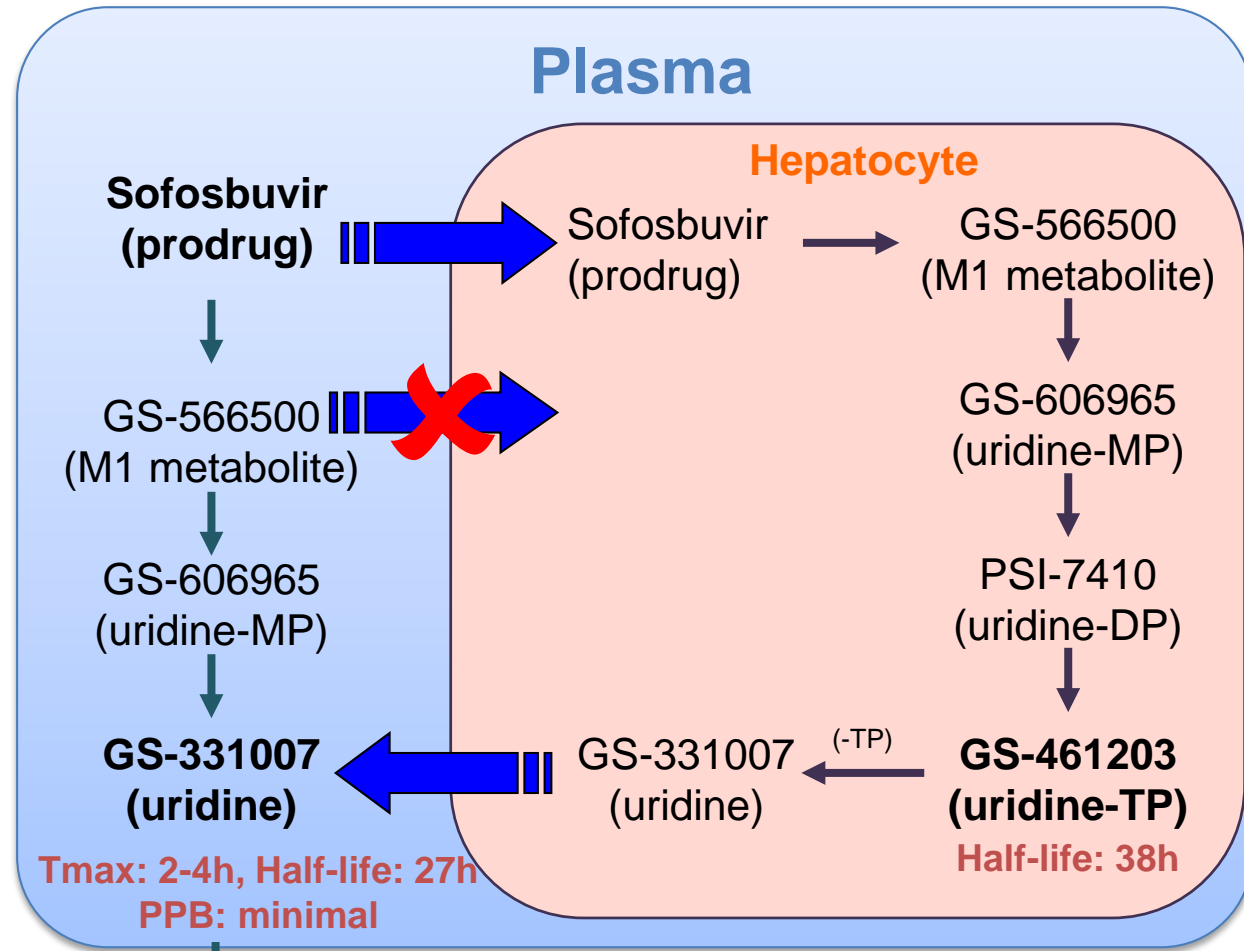 Plasma
Hepatocyte
Sofosbuvir
(prodrug)
Sofosbuvir
(prodrug)
GS-566500
(M1 metabolite)
GS-566500
(M1 metabolite)
GS-606965
(uridine-MP)
GS-606965
(uridine-MP)
PSI-7410
(uridine-DP)
GS-331007
(uridine)
GS-331007
(uridine)
(-TP)
GS-461203
(uridine-TP)
Half-life: 38h
Tmax: 2-4h, Half-life: 27h
PPB: minimal